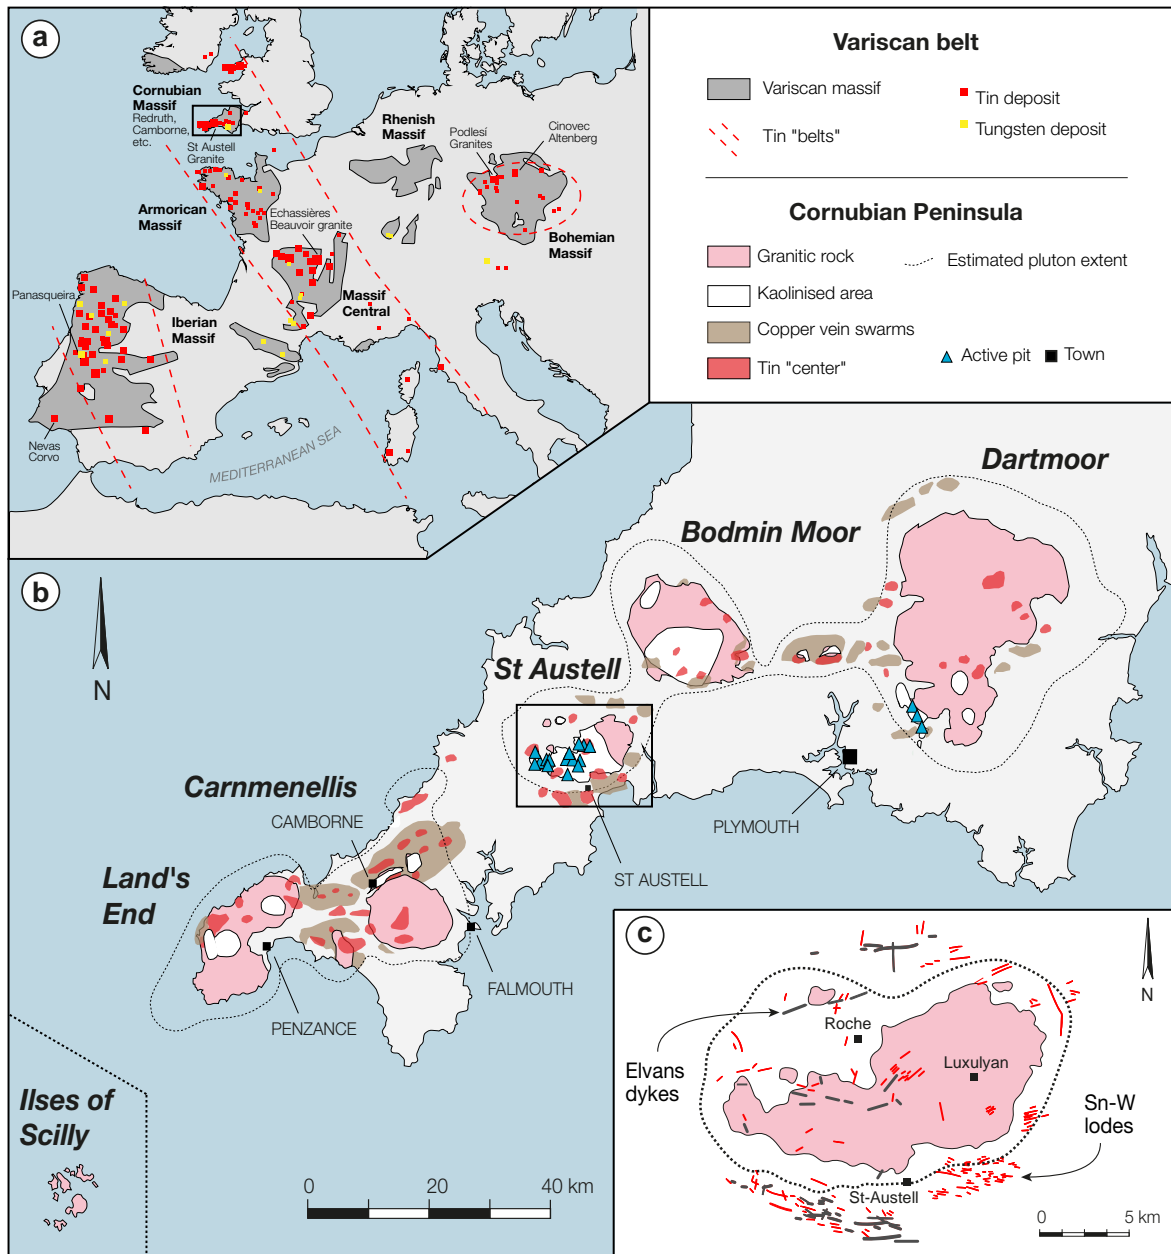 a
Cornubian
Massif
Redruth,
Camborne,
etc.
St Austell
Granite
Rhenish
Massif
Podlesí
Granites
Cinovec
Altenberg
Armorican
Massif
Echassières
Beauvoir granite
Bohemian
Massif
Massif
Central
Panasqueira
Iberian
Massif
Nevas
Corvo
MEDITERRANEAN SEA
Variscan belt
Variscan massif
Tin deposit
Tin "belts"
Tungsten deposit
Cornubian Peninsula
Granitic rock
Estimated pluton extent
Kaolinised area
Copper vein swarms
Tin "center"
Active pit
Town
b
N
Dartmoor
Bodmin Moor
St Austell
Carnmenellis
CAMBORNE
PLYMOUTH
ST AUSTELL
Land's
End
FALMOUTH
PENZANCE
Ilses of
Scilly
0 20 40 km
c
N
Roche
Luxulyan
Elvans
dykes
Sn-W
lodes
St-Austell
0 5 km